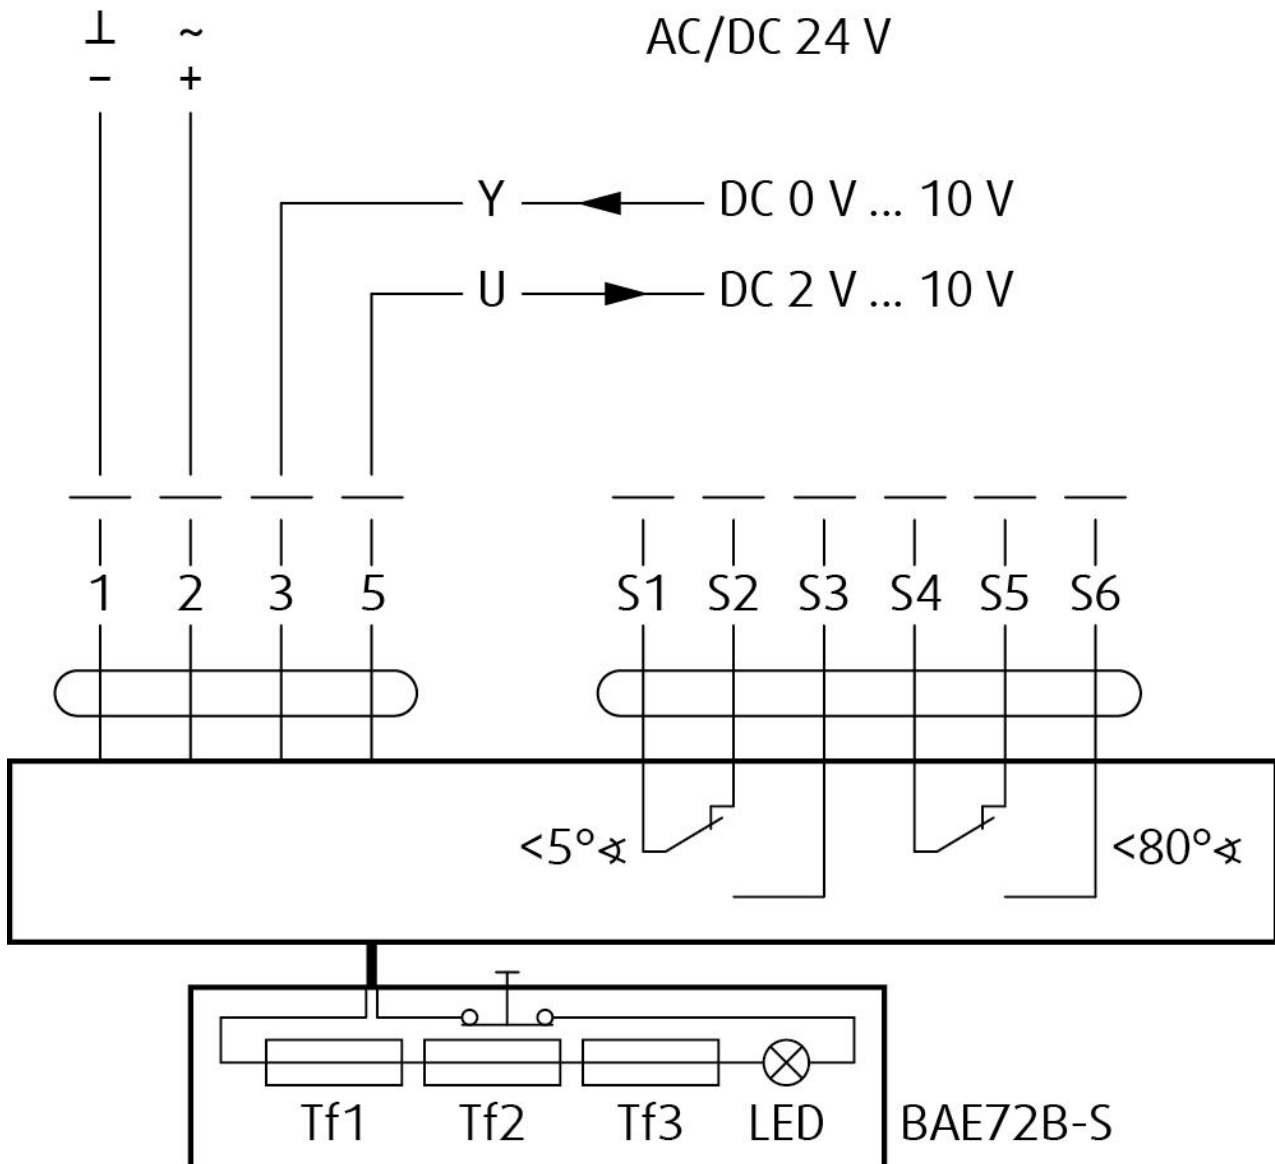 ⊥ ~ AC/DC 24 V
− +
Y DC 0 V ... 10 V
U DC 2 V ... 10 V
1 2 3 5 S1 S2 S3 S4 S5 S6
<5°∢ <80°∢
Tf1 Tf2 Tf3 LED BAE72B-S